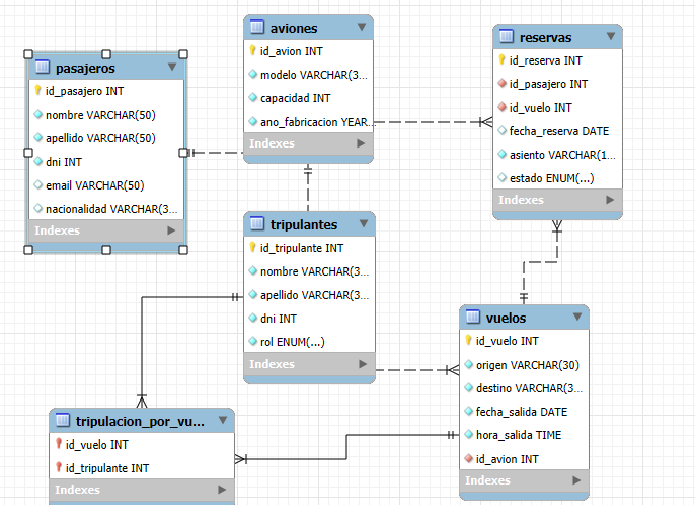 pasajeros
id_pasajero INT
nombre VARCHAR(50)
apellido VARCHAR(50)
dni INT
email VARCHAR(50)
nacionalidad VARCHAR(3...
Indexes
aviones
id_avion INT
modelo VARCHAR(3...
capacidad INT
ano_fabricacion YEAR...
Indexes
reservas
id_reserva INT
id_pasajero INT
id_vuelo INT
fecha_reserva DATE
asiento VARCHAR(1...
estado ENUM(...)
Indexes
tripulantes
id_tripulante INT
nombre VARCHAR(3...
apellido VARCHAR(3...
dni INT
rol ENUM(...)
Indexes
vuelos
id_vuelo INT
origen VARCHAR(30)
destino VARCHAR(3...
fecha_salida DATE
hora_salida TIME
id_avion INT
Indexes
tripulacion_por_vu...
id_vuelo INT
id_tripulante INT
Indexes